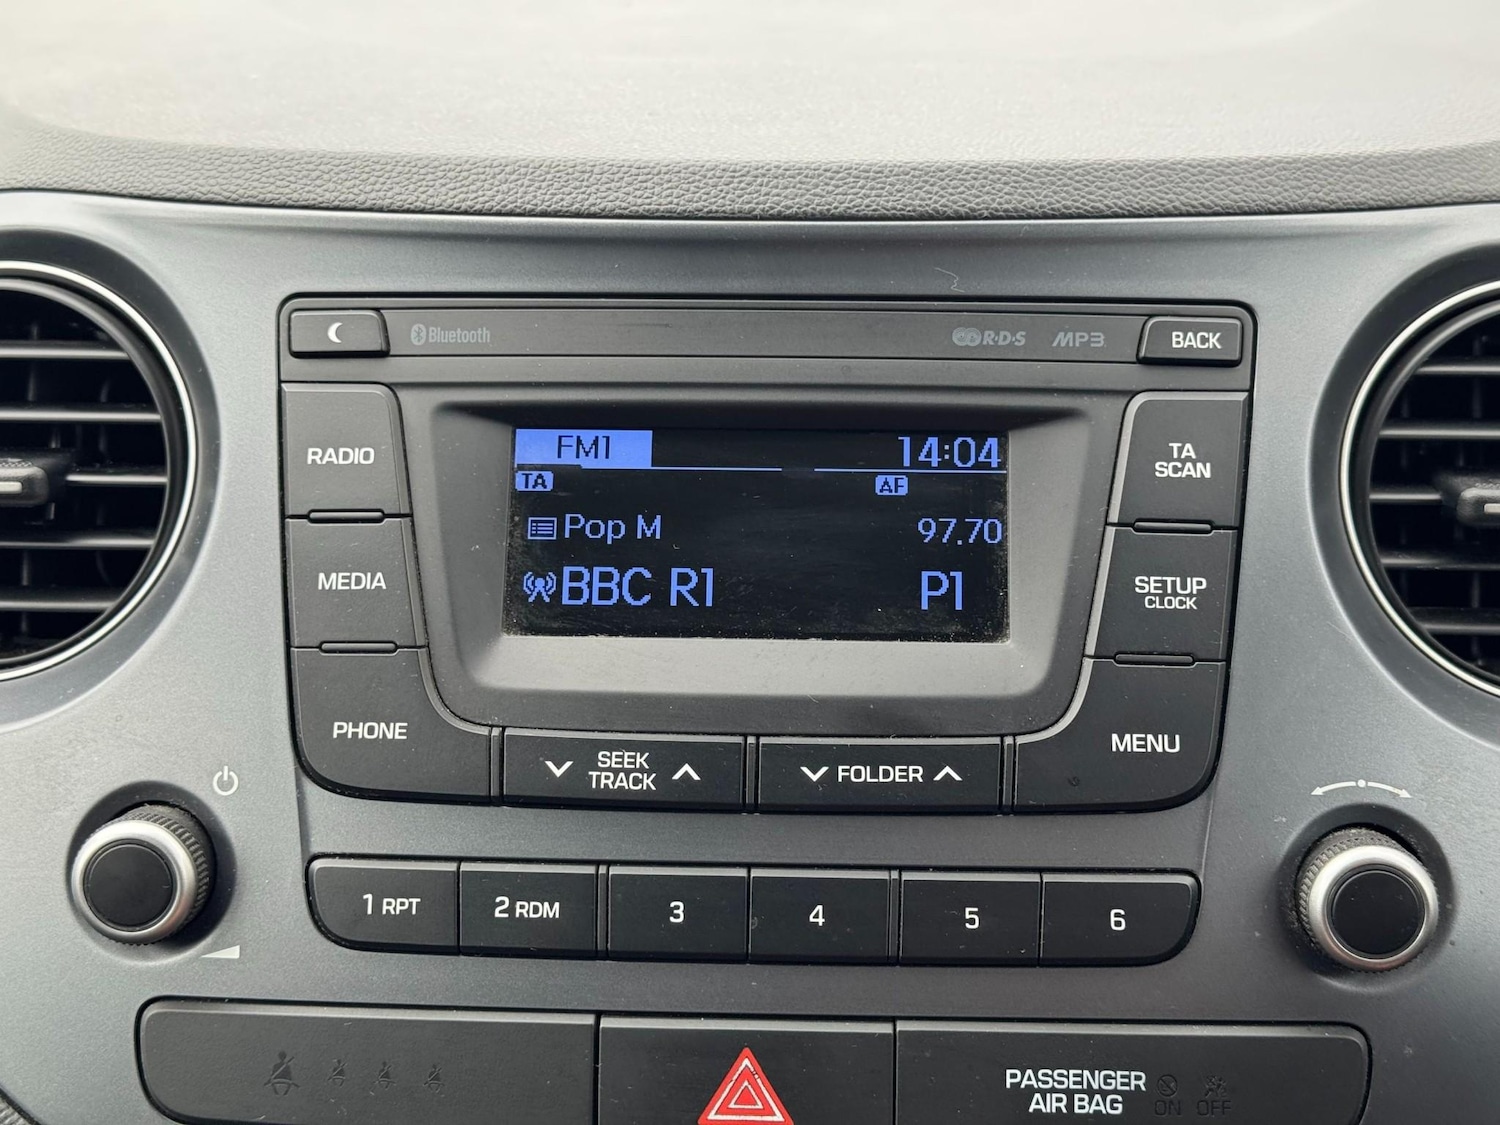 Bluetooth R·D·S MP3 BACK
FM1 14:04
TA AF
Pop M 97.70
BBC R1 P1
RADIO
MEDIA
PHONE
TA
SCAN
SETUP
CLOCK
MENU
SEEK
TRACK
FOLDER
1 RPT 2 RDM 3 4 5 6
PASSENGER
AIR BAG
ON OFF